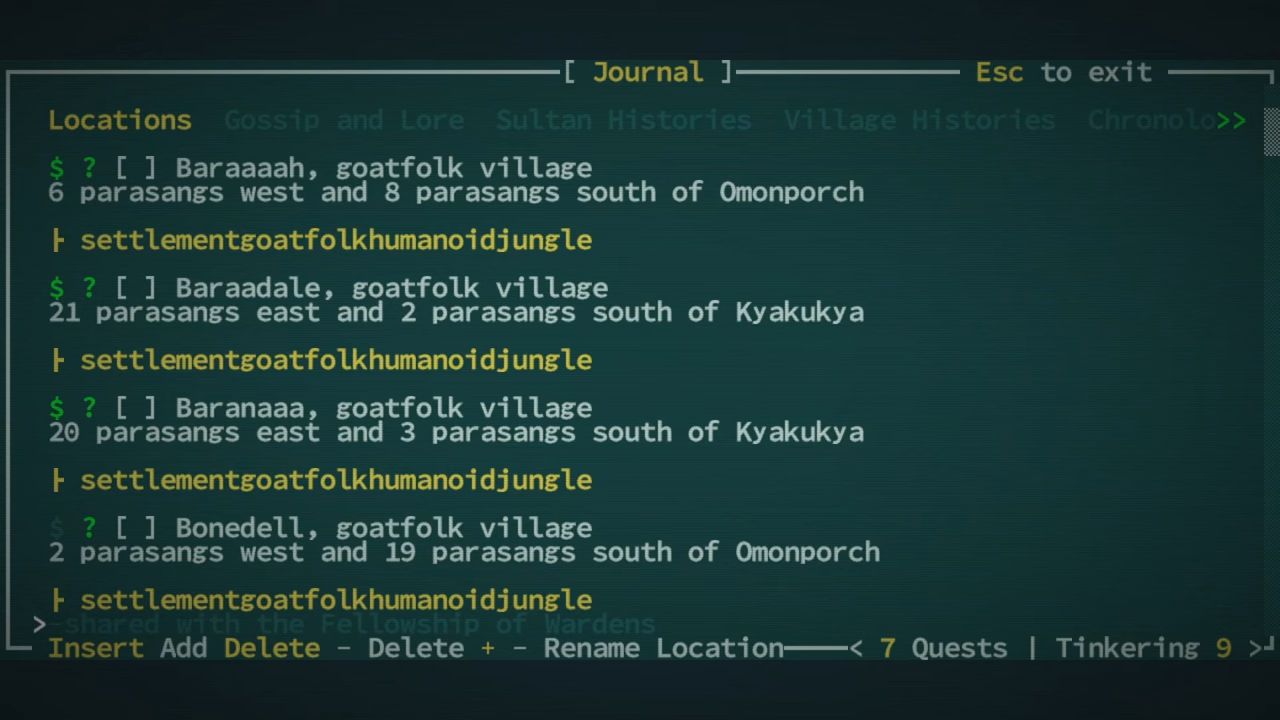 [ Journal ] Esc to exit
Locations Gossip and Lore Sultan Histories Village Histories Chronolo>>
$ ? [ ] Baraaaah, goatfolk village
6 parasangs west and 8 parasangs south of Omonporch
├ settlementgoatfolkhumanoidjungle
$ ? [ ] Baraadale, goatfolk village
21 parasangs east and 2 parasangs south of Kyakukya
├ settlementgoatfolkhumanoidjungle
$ ? [ ] Baranaaa, goatfolk village
20 parasangs east and 3 parasangs south of Kyakukya
├ settlementgoatfolkhumanoidjungle
$ ? [ ] Bonedell, goatfolk village
2 parasangs west and 19 parasangs south of Omonporch
├ settlementgoatfolkhumanoidjungle
> -shared with the Fellowship of Wardens
Insert Add Delete - Delete + - Rename Location < 7 Quests | Tinkering 9 >